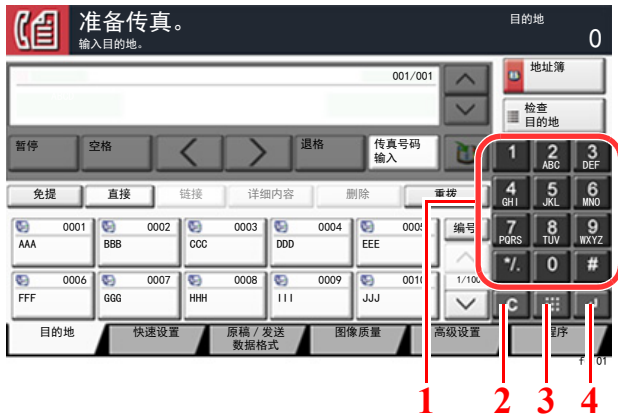 准备传真。
输入目的地。
目的地
0
001/001
地址簿
检查
目的地
暂停
空格
退格
传真号码
输入
免提
直接
链接
详细内容
删除
重拨
0001
AAA
0002
BBB
0003
CCC
0004
DDD
0005
EEE
编号
0006
FFF
0007
GGG
0008
HHH
0009
III
0010
JJJ
1/100
1
2 ABC
3 DEF
4 GHI
5 JKL
6 MNO
7 PQRS
8 TUV
9 WXYZ
*/.
0
#
C
目的地
快速设置
原稿 / 发送
数据格式
图像质量
高级设置
程序
1
2
3
4